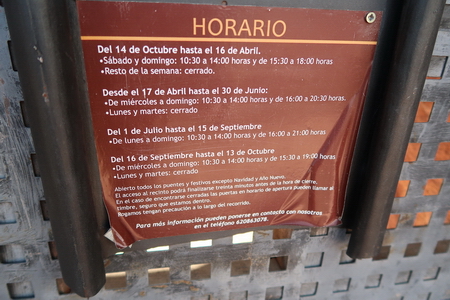 HORARIO
Del 14 de Octubre hasta el 16 de Abril.
•Sábado y domingo: 10:30 a 14:00 horas y de 15:30 a 18:00 horas
•Resto de la semana: cerrado.
Desde el 17 de Abril hasta el 30 de Junio:
•De miércoles a domingo: 10:30 a 14:00 horas y de 16:00 a 20:30 horas.
•Lunes y martes: cerrado
Del 1 de Julio hasta el 15 de Septiembre
•De lunes a domingo: 10:30 a 14:00 horas y de 16:00 a 21:00 horas
Del 16 de Septiembre hasta el 13 de Octubre
•De miércoles a domingo: 10:30 a 14:00 horas y de 15:30 a 19:00 horas
•Lunes y martes: cerrado.
Abierto todos los puentes y festivos excepto Navidad y Año Nuevo.
El acceso al recinto podrá finalizarse treinta minutos antes de la hora de cierre.
En el caso de encontrarse cerradas las puertas en horario de apertura pueden llamar al
timbre, seguro que estamos dentro.
Rogamos tengan precaución a lo largo del recorrido.
Para más información pueden ponerse en contacto con nosotros
en el teléfono 620863078.